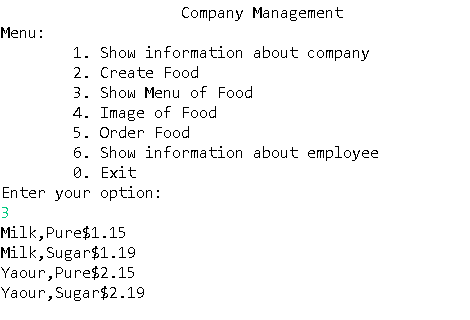 Company Management
Menu:
1. Show information about company
2. Create Food
3. Show Menu of Food
4. Image of Food
5. Order Food
6. Show information about employee
0. Exit
Enter your option:
3
Milk,Pure$1.15
Milk,Sugar$1.19
Yaour,Pure$2.15
Yaour,Sugar$2.19